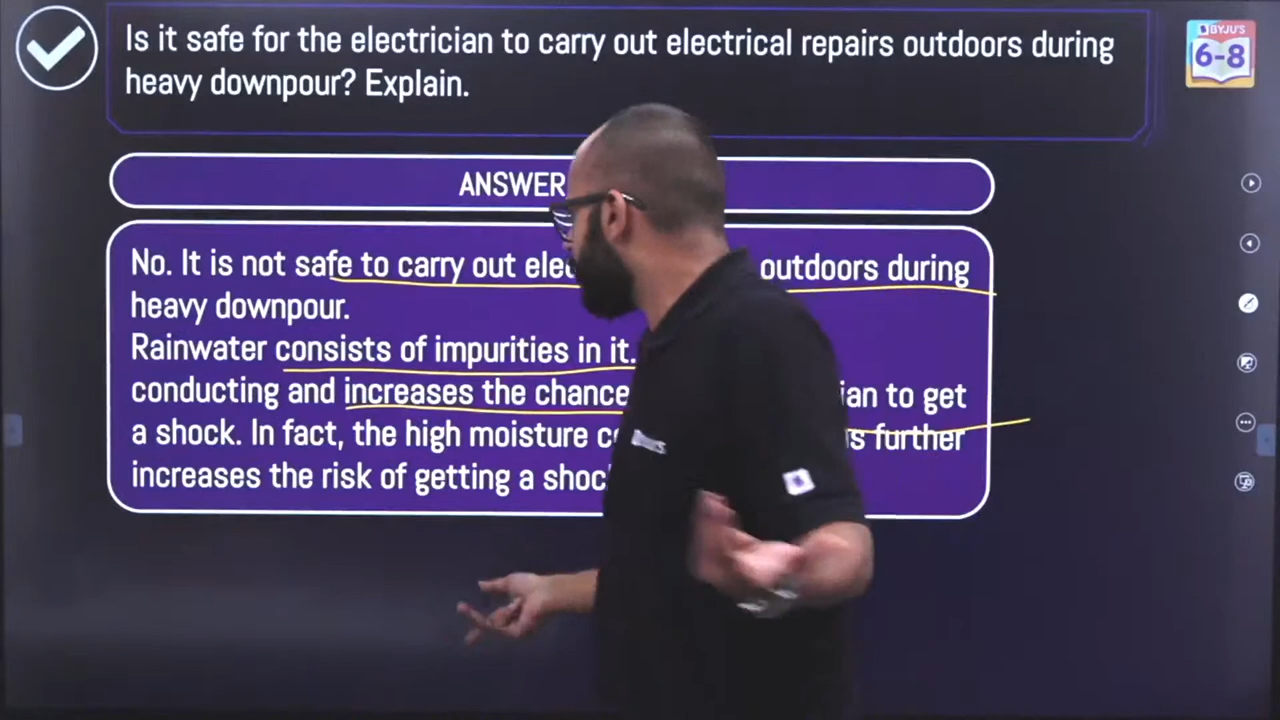 Is it safe for the electrician to carry out electrical repairs outdoors during
heavy downpour? Explain.
BYJU'S
6-8
ANSWER
No. It is not safe to carry out outdoors during
heavy downpour.
Rainwater consists of impurities in it.
conducting and increases the chance to get
a shock. In fact, the high moisture further
increases the risk of getting a